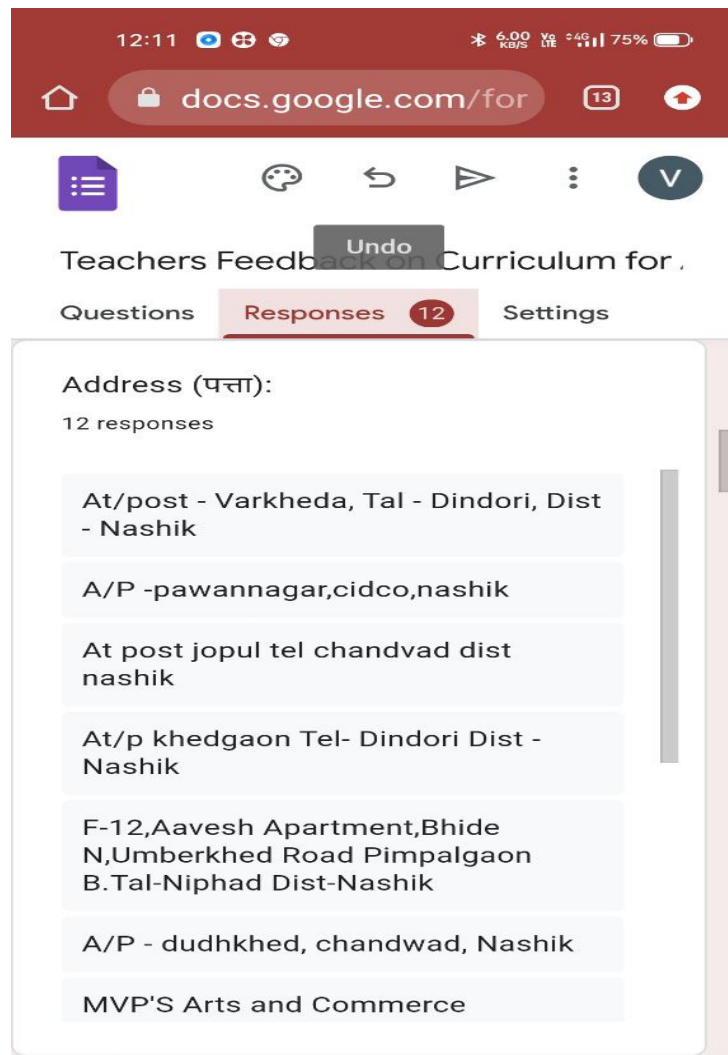 12:11 6.00 KB/S Vo LTE 4G 75%
docs.google.com/for 13
V
Undo
Teachers Feedback on Curriculum for
Questions Responses 12 Settings
Address (पत्ता):
12 responses
At/post - Varkheda, Tal - Dindori, Dist
- Nashik
A/P -pawannagar,cidco,nashik
At post jopul tel chandvad dist
nashik
At/p khedgaon Tel- Dindori Dist -
Nashik
F-12,Aavesh Apartment,Bhide
N,Umberkhed Road Pimpalgaon
B.Tal-Niphad Dist-Nashik
A/P - dudhkhed, chandwad, Nashik
MVP'S Arts and Commerce